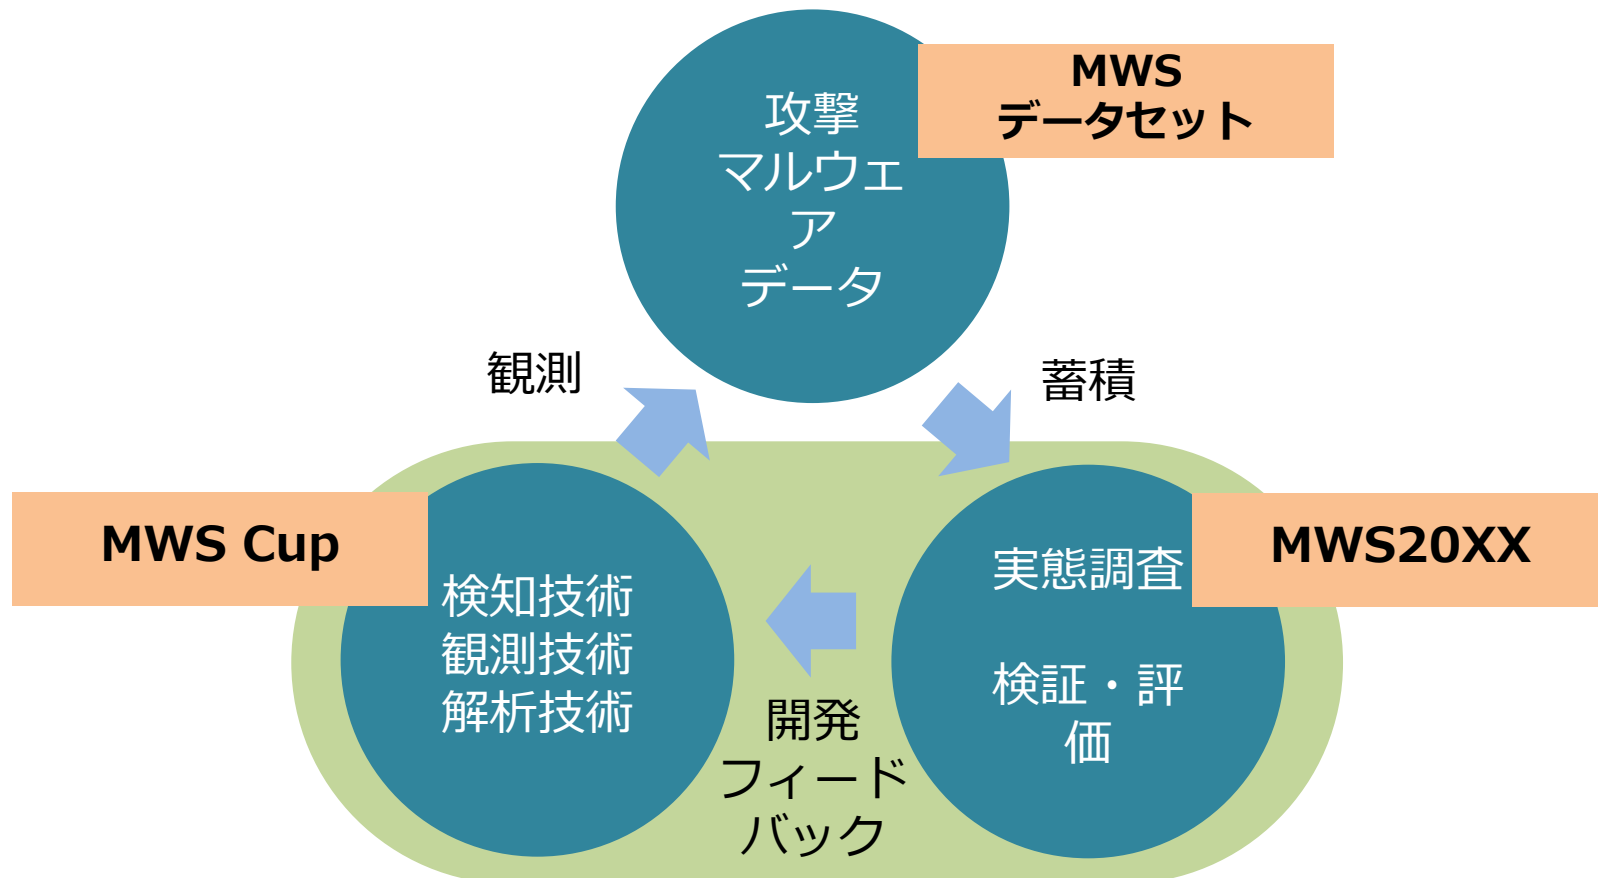 MWS
データセット
攻撃
マルウェ
ア
データ
観測
蓄積
MWS Cup
検知技術
観測技術
解析技術
MWS20XX
実態調査
検証・評
価
開発
フィード
バック